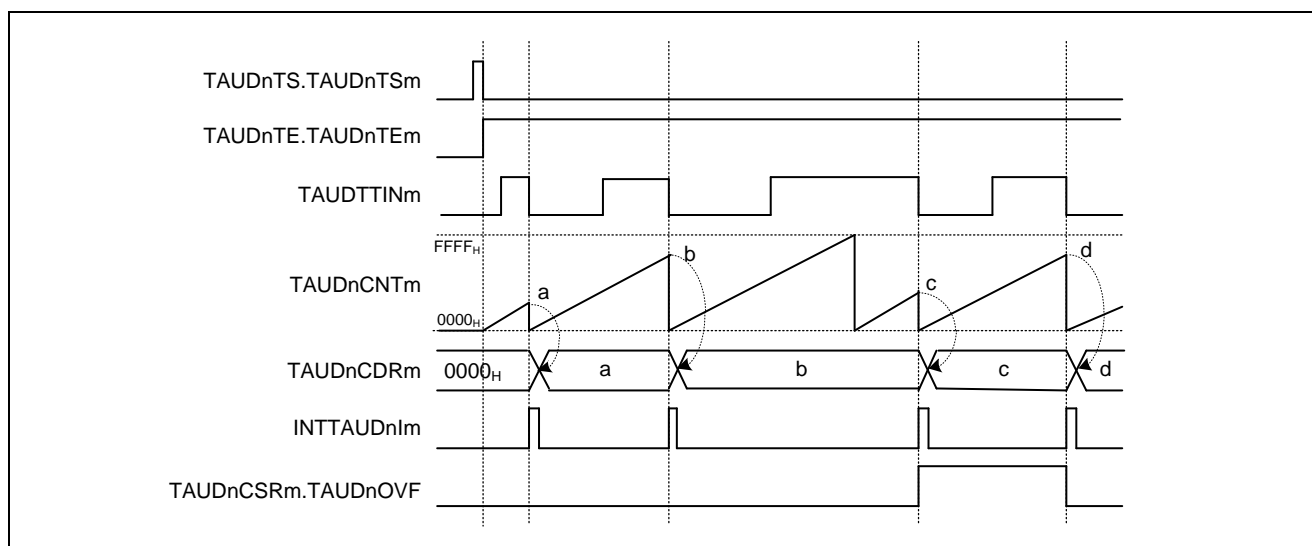 TAUDnTS.TAUDnTSm
TAUDnTE.TAUDnTEm
TAUDTTINm
FFFFH
TAUDnCNTm
a
b
c
d
0000H
TAUDnCDRm
0000H
a
b
c
d
INTTAUDnIm
TAUDnCSRm.TAUDnOVF